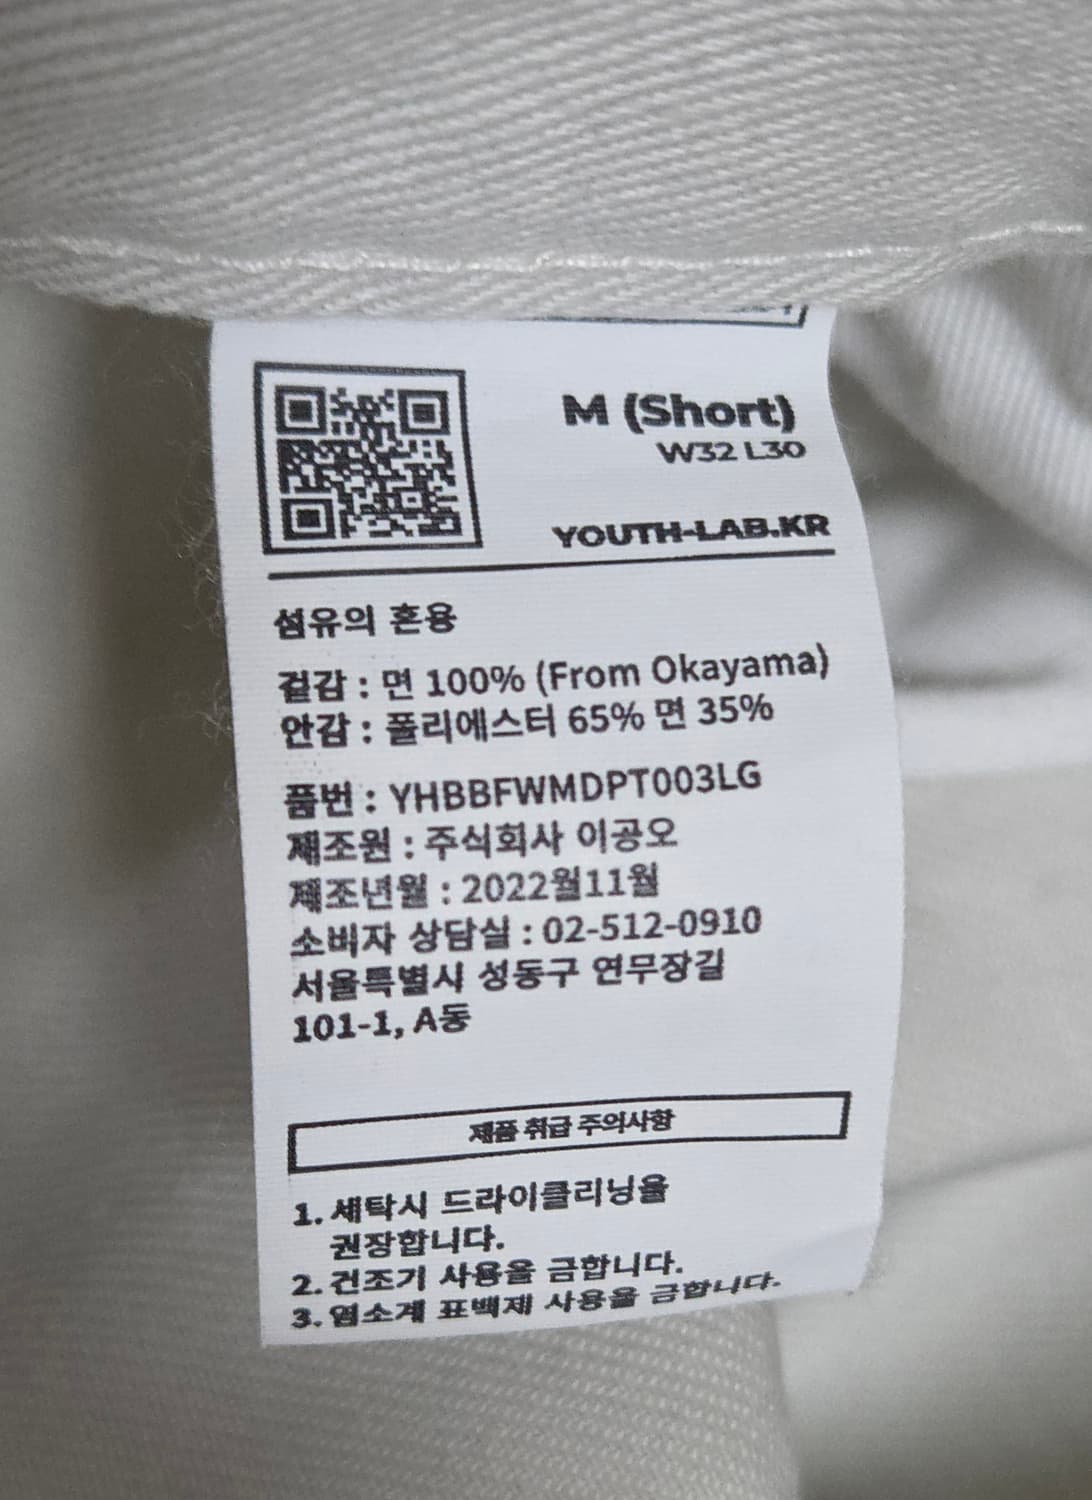 M (Short)
W32 L30
YOUTH-LAB.KR
섬유의 혼용
겉감 : 면 100% (From Okayama)
안감 : 폴리에스터 65% 면 35%
품번 : YHBBFWMDPT003LG
제조원 : 주식회사 이공오
제조년월 : 2022월11월
소비자 상담실 : 02-512-0910
서울특별시 성동구 연무장길
101-1, A동
제품 취급 주의사항
1. 세탁시 드라이클리닝을
권장합니다.
2. 건조기 사용을 금합니다.
3. 염소계 표백제 사용을 금합니다.